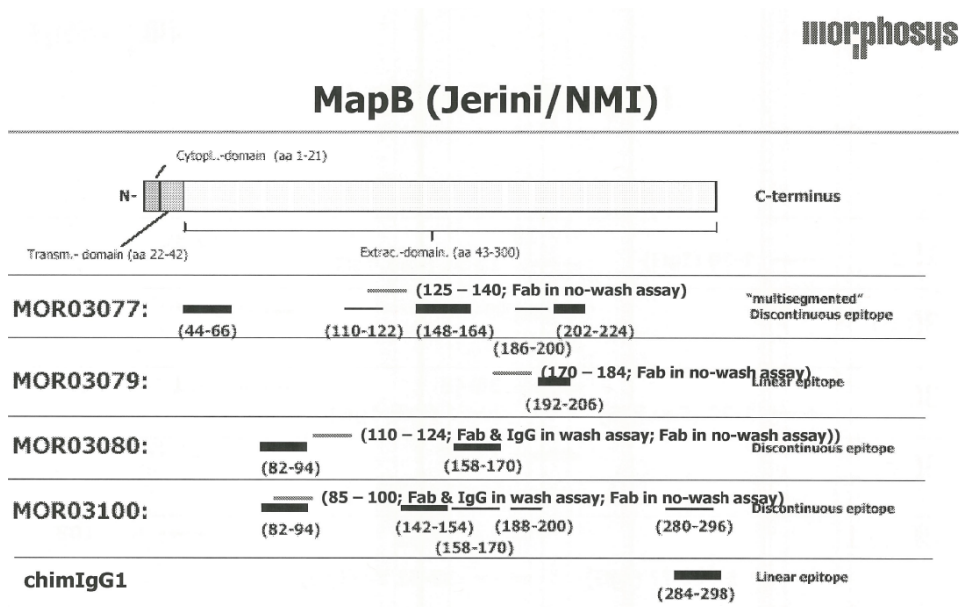 morphosys
MapB (Jerini/NMI)
Cytopl..-domain (aa 1-21)
N-
C-terminus
Transm.- domain (aa 22-42)
Extrac.-domain. (aa 43-300)
(125 – 140; Fab in no-wash assay)
"multisegmented"
MOR03077:
Discontinuous epitope
(44-66)
(110-122)
(148-164)
(202-224)
(186-200)
MOR03079:
(170 – 184; Fab in no-wash assay)
Linear epitope
(192-206)
MOR03080:
(110 – 124; Fab & IgG in wash assay; Fab in no-wash assay))
Discontinuous epitope
(82-94)
(158-170)
MOR03100:
(85 – 100; Fab & IgG in wash assay; Fab in no-wash assay)
Discontinuous epitope
(82-94)
(142-154)
(188-200)
(280-296)
(158-170)
chimIgG1
Linear epitope
(284-298)